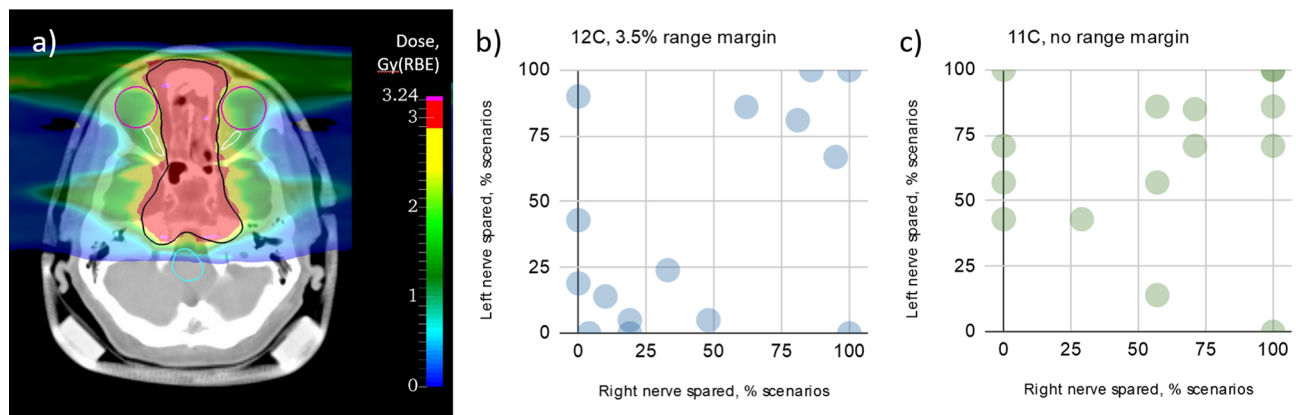 a)
Dose,
Gy(RBE)
3.24
3
2
1
0
b)
12C, 3.5% range margin
Left nerve spared, % scenarios
100
75
50
25
0
0
25
50
75
100
Right nerve spared, % scenarios
c)
11C, no range margin
Left nerve spared, % scenarios
100
75
50
25
0
0
25
50
75
100
Right nerve spared, % scenarios